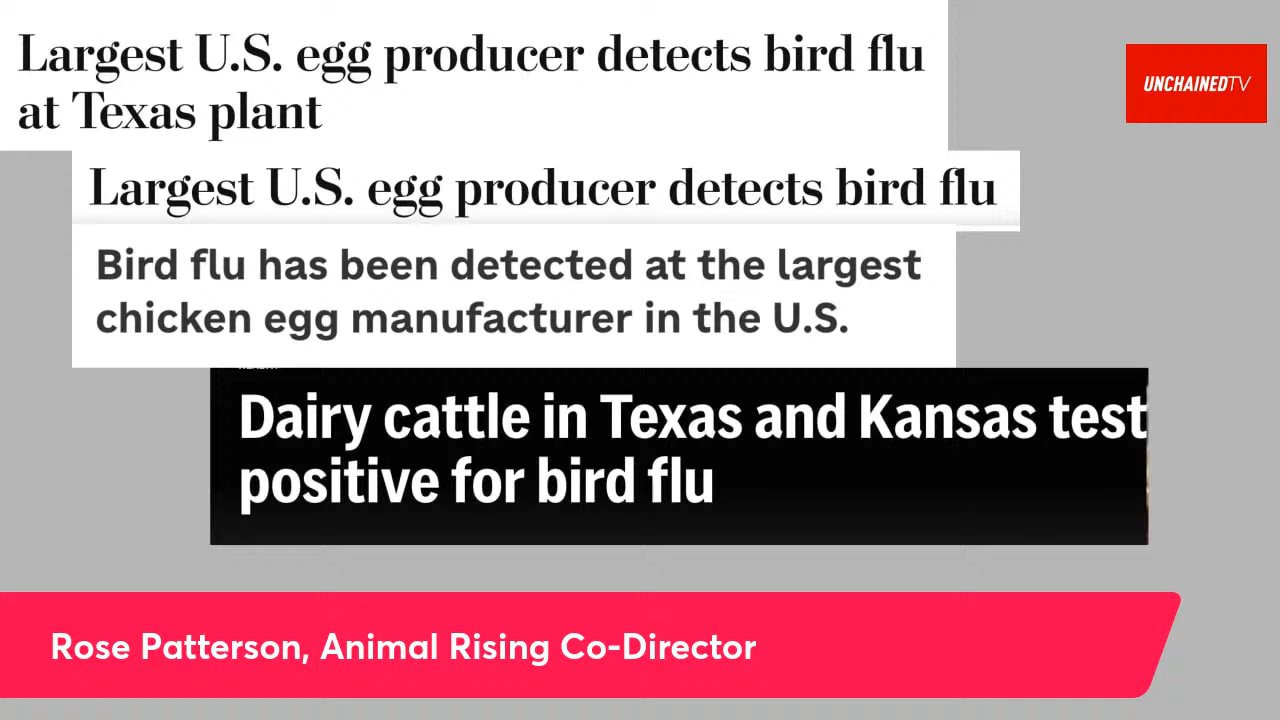 Largest U.S. egg producer detects bird flu
at Texas plant
UNCHAINEDTV
Largest U.S. egg producer detects bird flu
Bird flu has been detected at the largest
chicken egg manufacturer in the U.S.
Dairy cattle in Texas and Kansas test
positive for bird flu
Rose Patterson, Animal Rising Co-Director